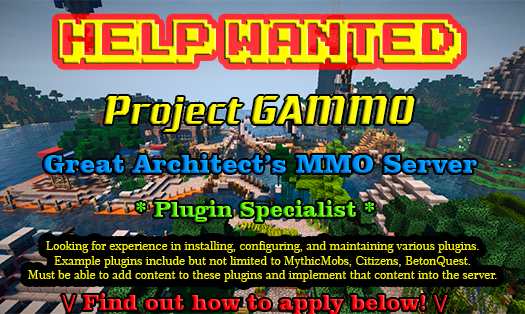 HELP WANTED
Project GAMMO
Great Architect's MMO Server
* Plugin Specialist *
Looking for experience in installing, configuring, and maintaining various plugins.
Example plugins include but not limited to MythicMobs, Citizens, BetonQuest.
Must be able to add content to these plugins and implement that content into the server.
\/ Find out how to apply below! \/